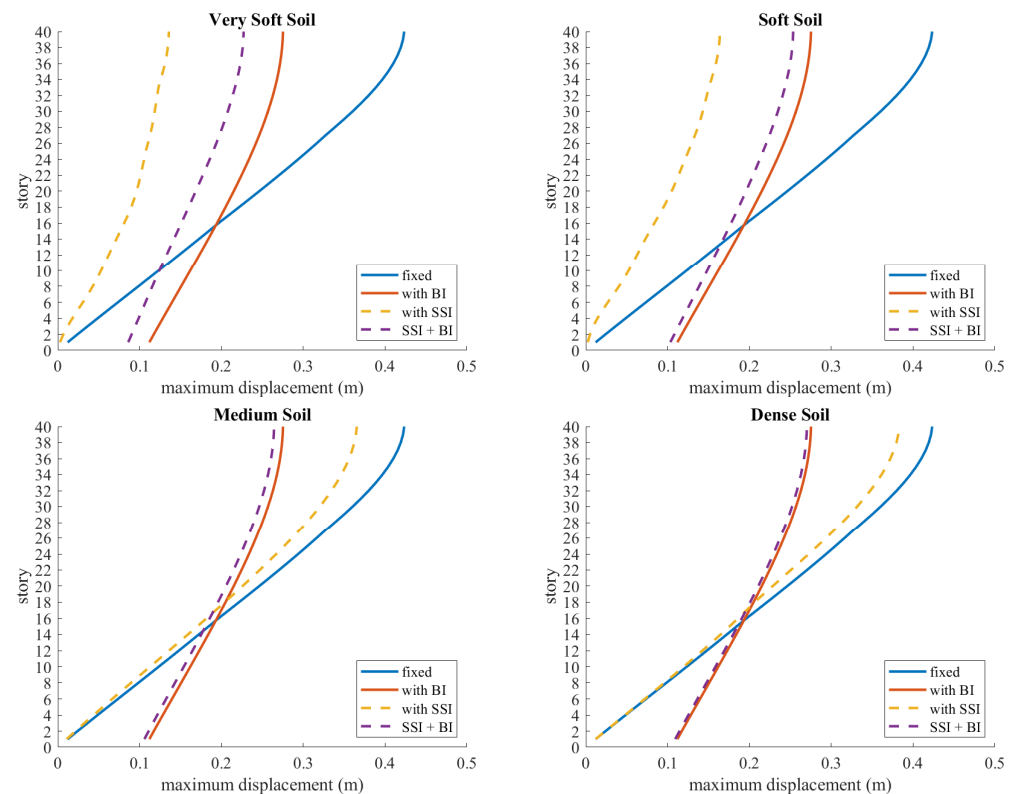 Very Soft Soil
story
40
38
36
34
32
30
28
26
24
22
20
18
16
14
12
10
8
6
4
2
0
0 0.1 0.2 0.3 0.4 0.5
maximum displacement (m)
fixed
with BI
with SSI
SSI + BI
Soft Soil
story
40
38
36
34
32
30
28
26
24
22
20
18
16
14
12
10
8
6
4
2
0
0 0.1 0.2 0.3 0.4 0.5
maximum displacement (m)
fixed
with BI
with SSI
SSI + BI
Medium Soil
story
40
38
36
34
32
30
28
26
24
22
20
18
16
14
12
10
8
6
4
2
0
0 0.1 0.2 0.3 0.4 0.5
maximum displacement (m)
fixed
with BI
with SSI
SSI + BI
Dense Soil
story
40
38
36
34
32
30
28
26
24
22
20
18
16
14
12
10
8
6
4
2
0
0 0.1 0.2 0.3 0.4 0.5
maximum displacement (m)
fixed
with BI
with SSI
SSI + BI